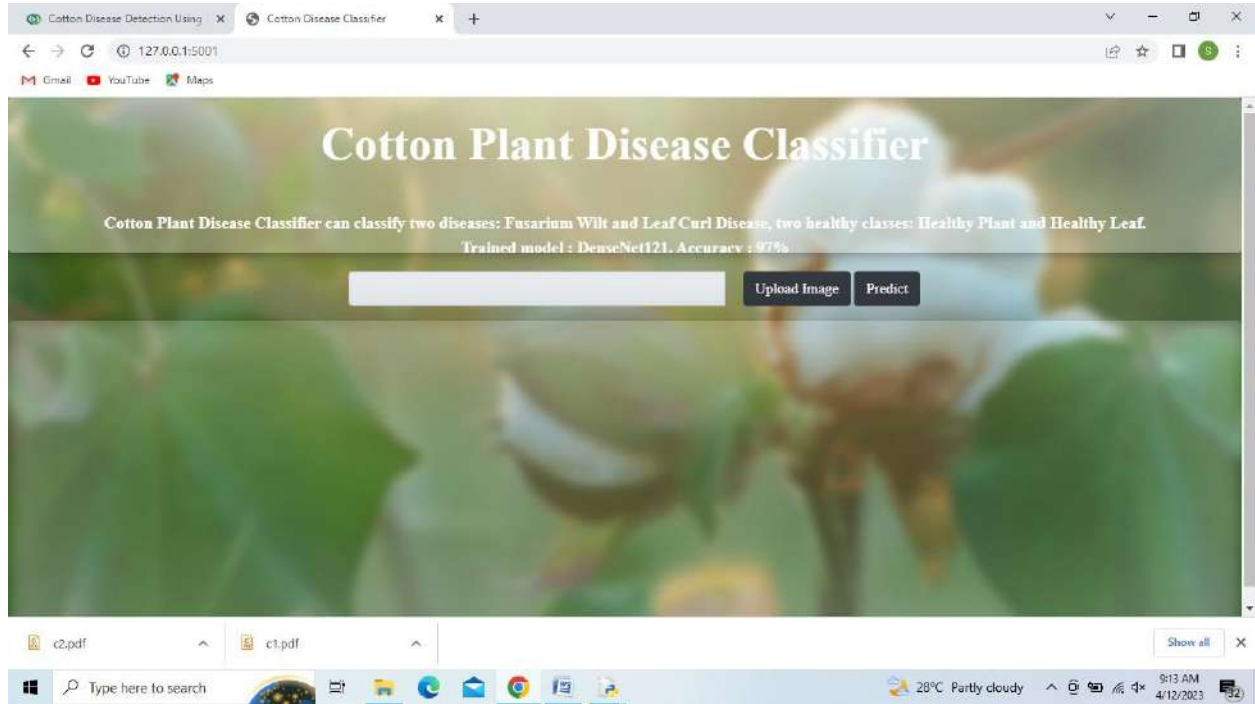 Cotton Disease Detection Using
Cotton Disease Classifier
127.0.0.1:5001
S
Gmail
YouTube
Maps
Cotton Plant Disease Classifier
Cotton Plant Disease Classifier can classify two diseases: Fusarium Wilt and Leaf Curl Disease, two healthy classes: Healthy Plant and Healthy Leaf.
Trained model : DenseNet121. Accuracy : 97%
Upload Image
Predict
c2.pdf
c1.pdf
Show all
Type here to search
28°C Partly cloudy
9:13 AM
4/12/2023
32